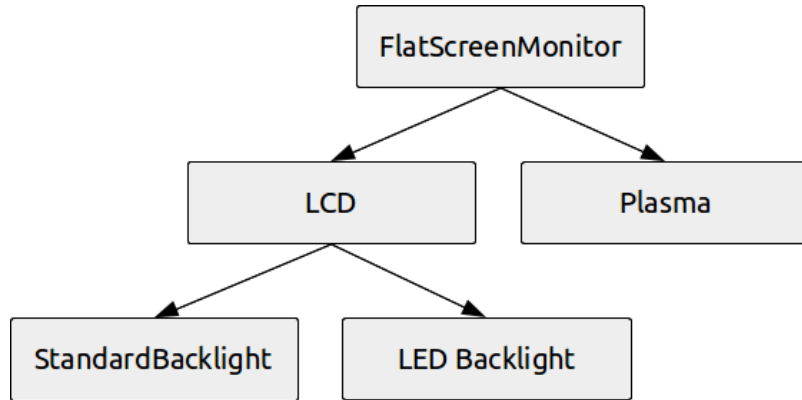 FlatScreenMonitor
LCD
Plasma
StandardBacklight
LED Backlight